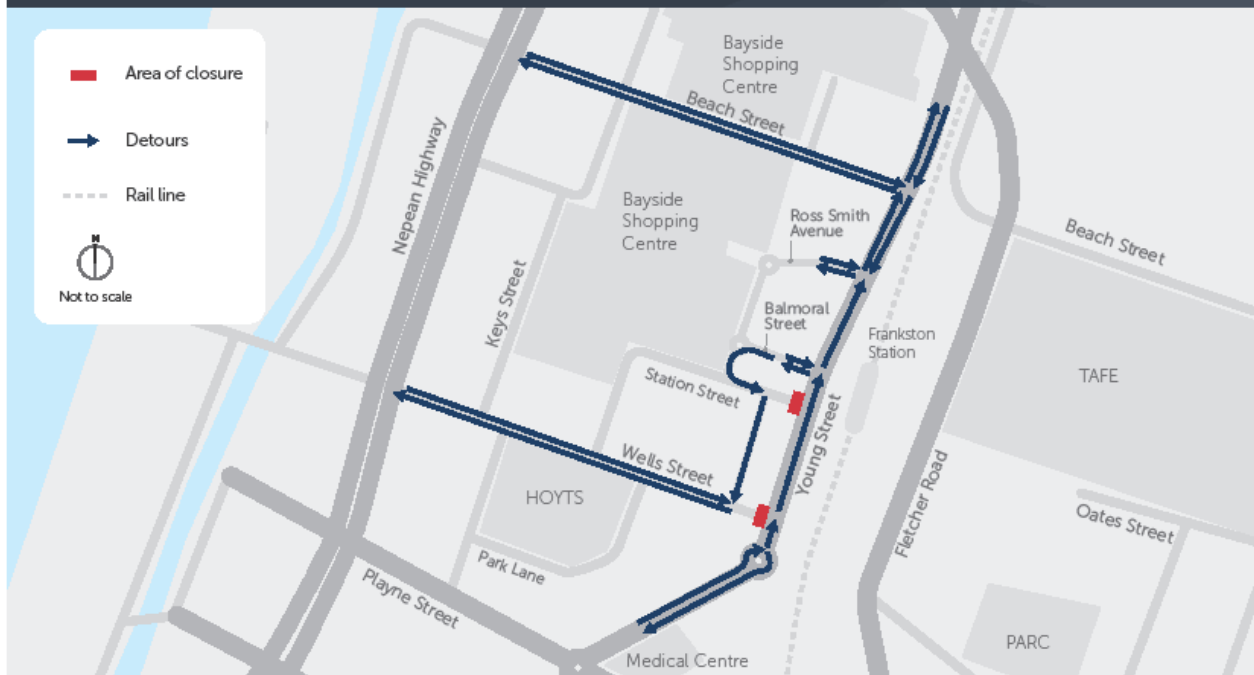 Area of closure
Detours
Rail line
N
Not to scale
Nepean Highway
Bayside
Shopping
Centre
Beach Street
Bayside
Shopping
Centre
Ross Smith
Avenue
Beach Street
Keys Street
Balmoral
Street
Frankston
Station
TAFE
Station Street
Young Street
Wells Street
HOYTS
Fletcher Road
Oates Street
Park Lane
Playne Street
PARC
Medical Centre